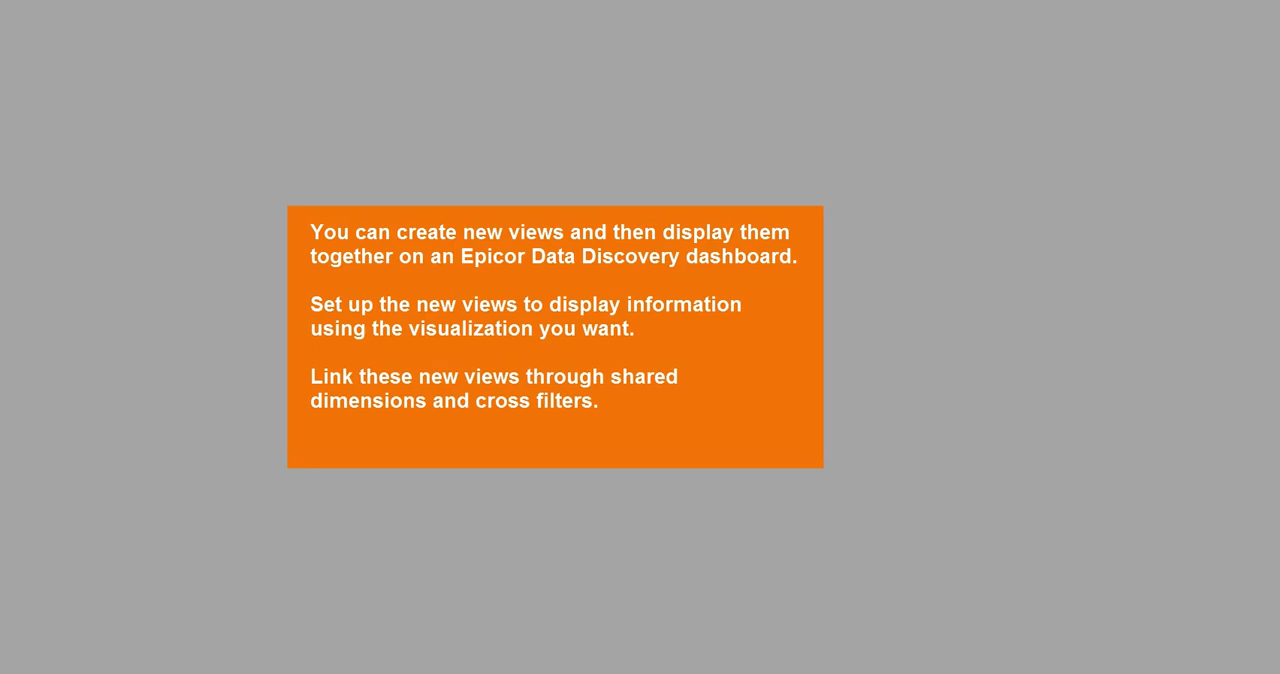 You can create new views and then display them
together on an Epicor Data Discovery dashboard.
Set up the new views to display information
using the visualization you want.
Link these new views through shared
dimensions and cross filters.